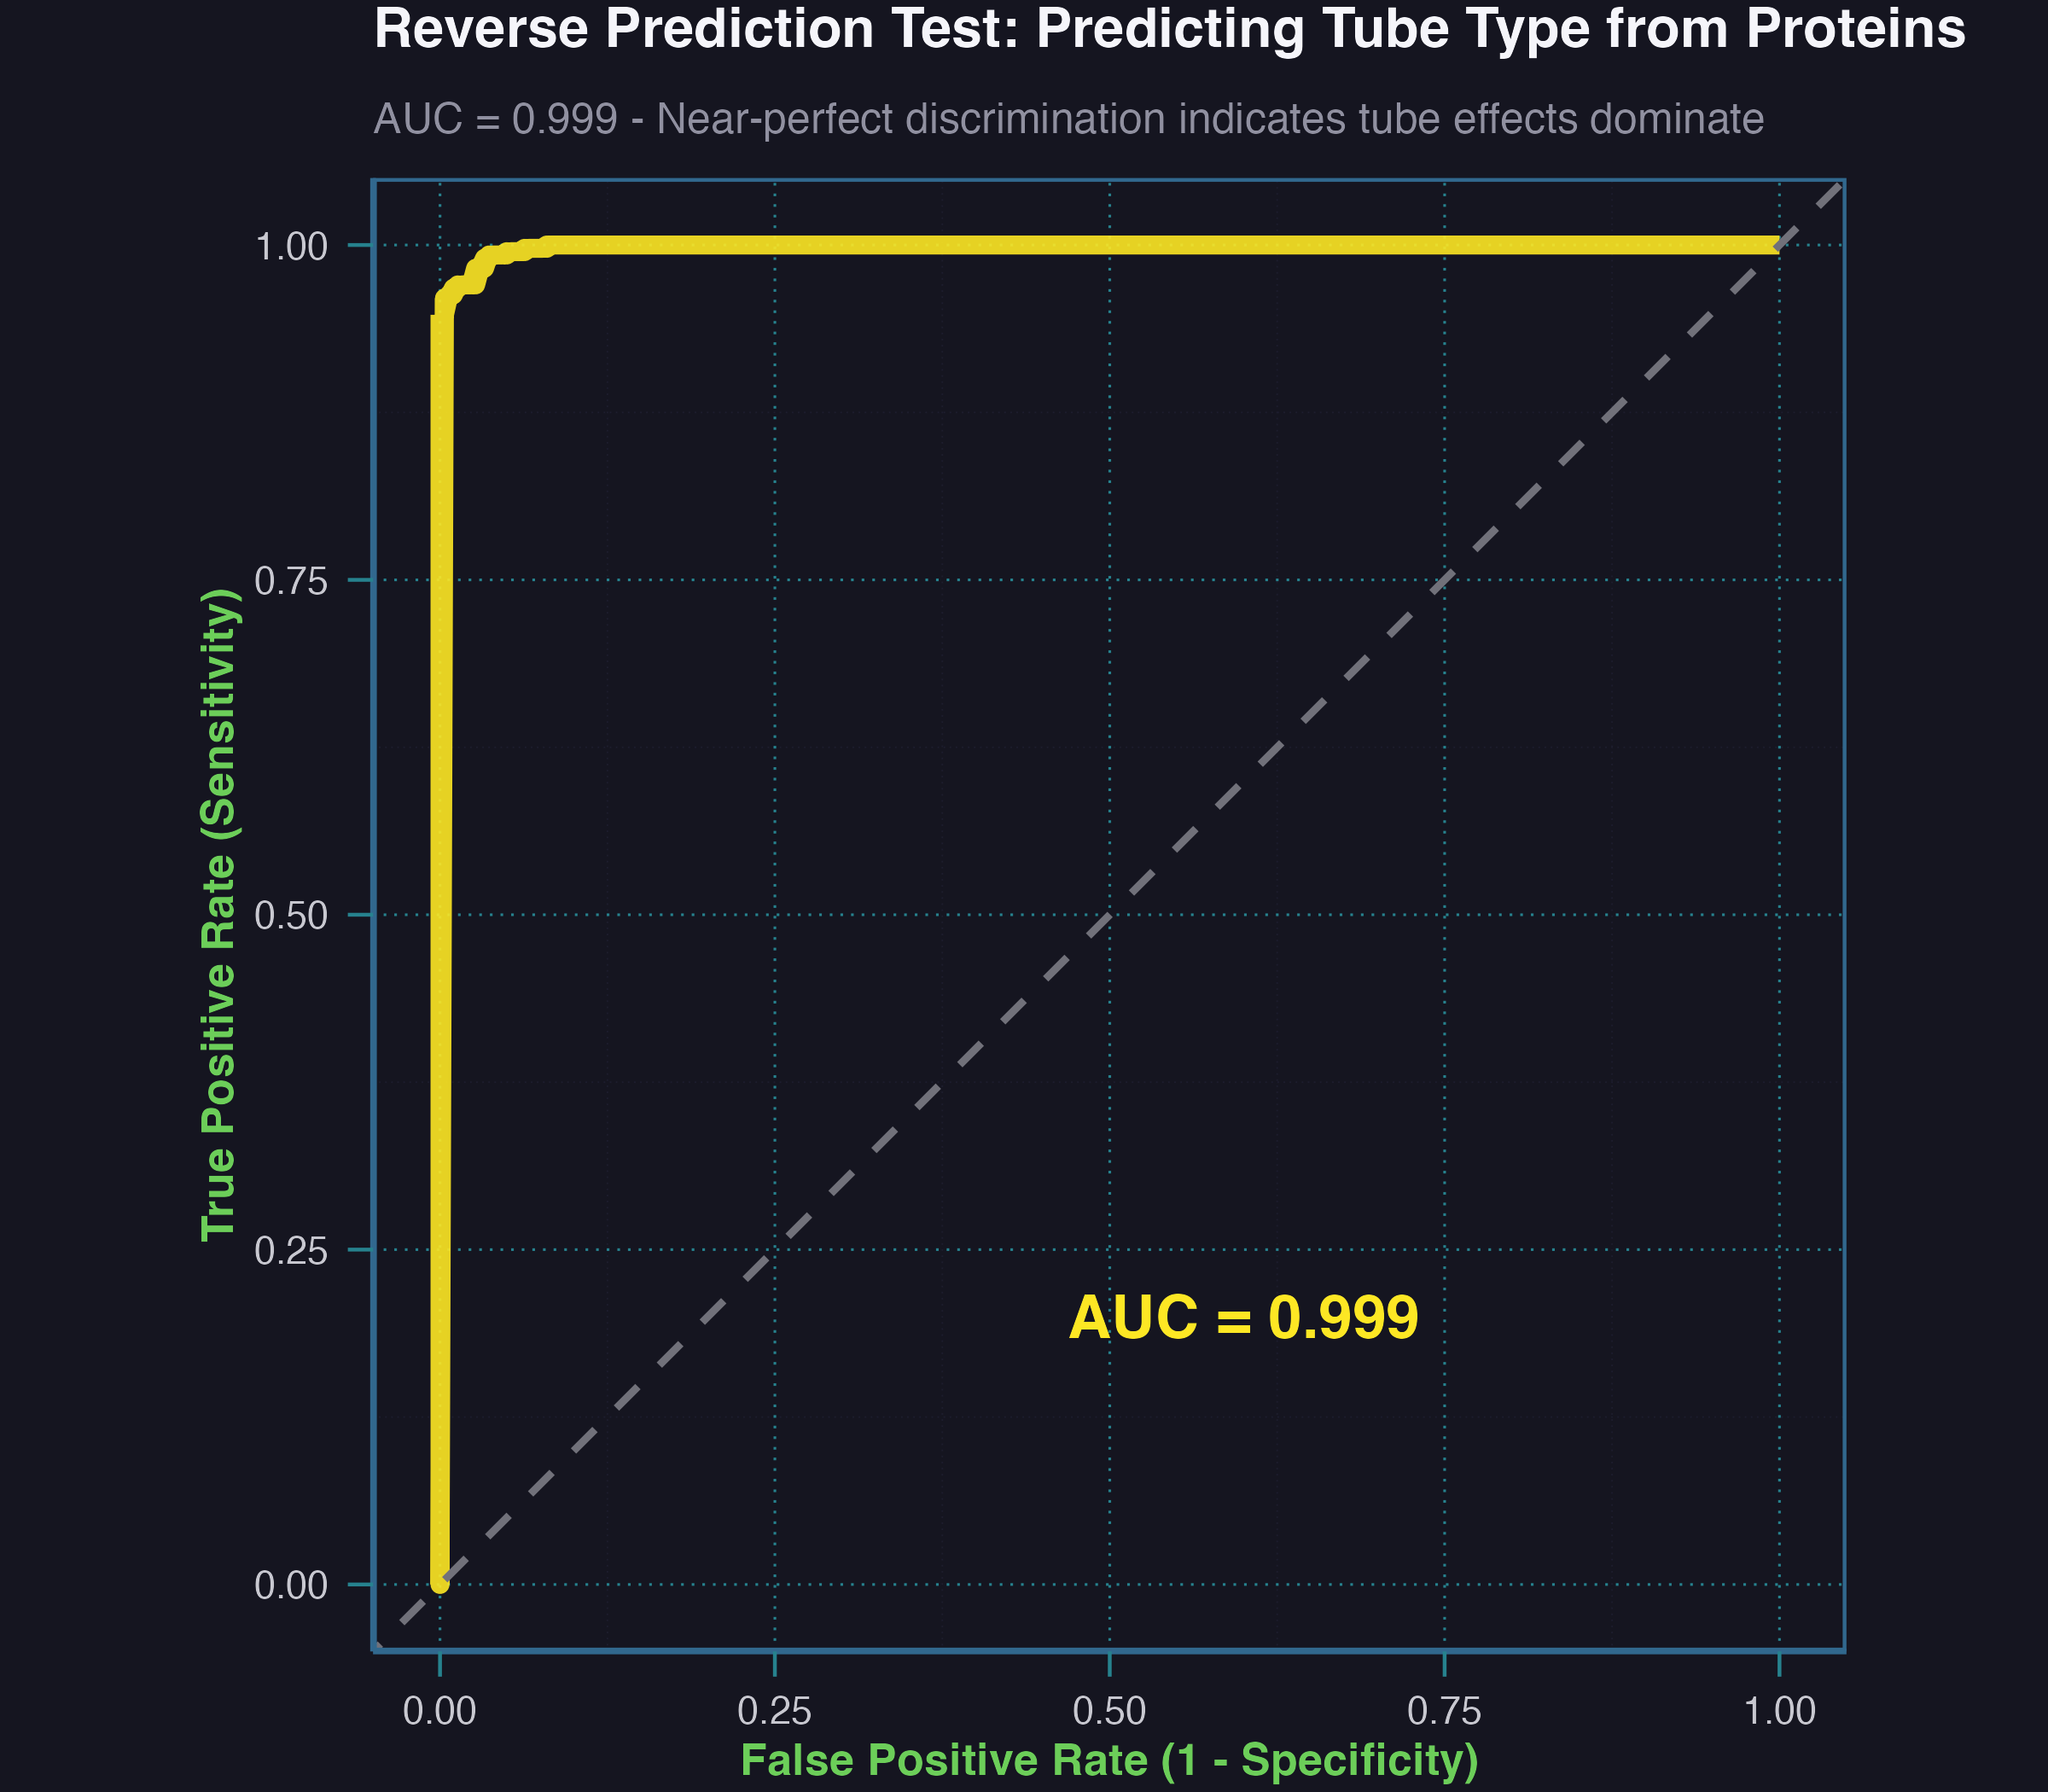 Reverse Prediction Test: Predicting Tube Type from Proteins
AUC = 0.999 - Near-perfect discrimination indicates tube effects dominate
True Positive Rate (Sensitivity)
1.00
0.75
0.50
0.25
0.00
AUC = 0.999
0.00
0.25
0.50
0.75
1.00
False Positive Rate (1 - Specificity)